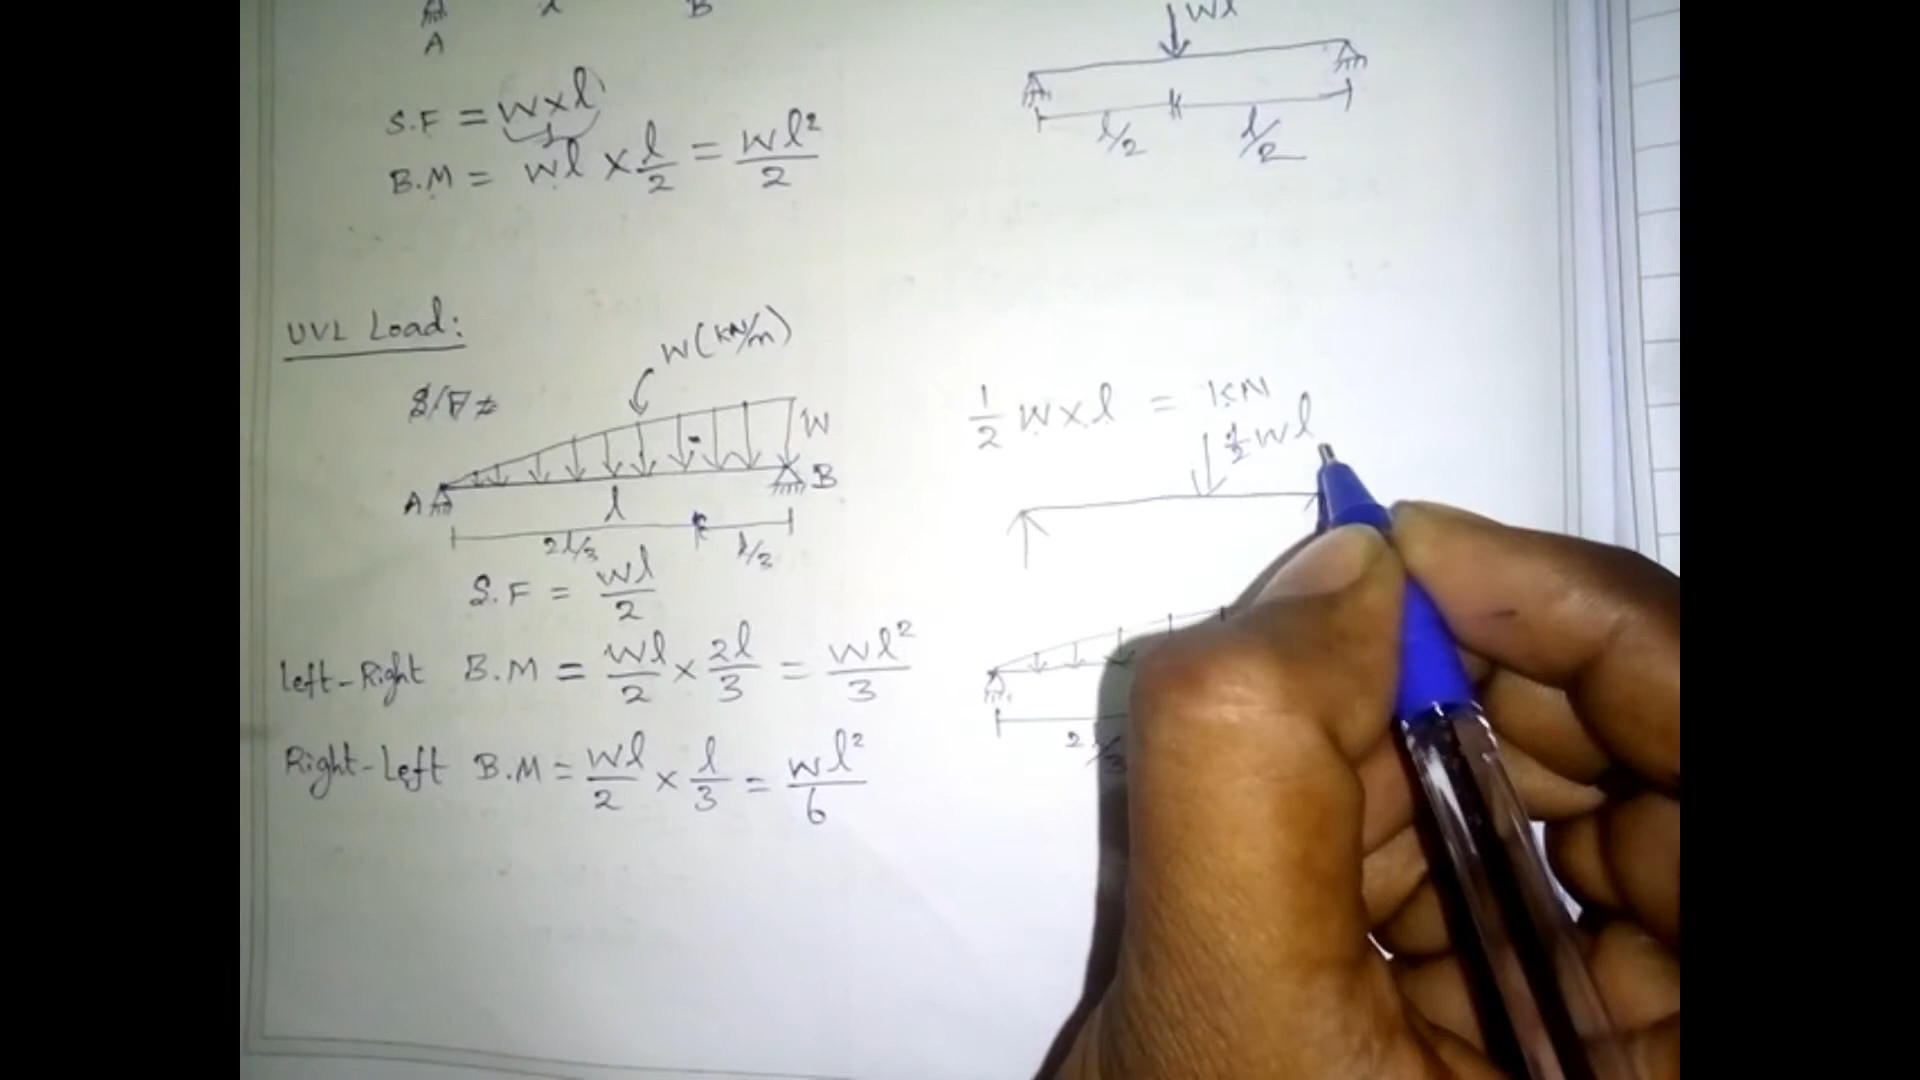 A l B
A
wl
S.F = w×l
B.M = wl × l/2 = wl²/2
l/2 l/2
UVL Load:
w(kN/m)
w
A B
l
2l/3 l/3
S.F = wl/2
Left-Right B.M = wl/2 × 2l/3 = wl²/3
Right-Left B.M = wl/2 × l/3 = wl²/6
1/2 w×l = kN
1/2 wl